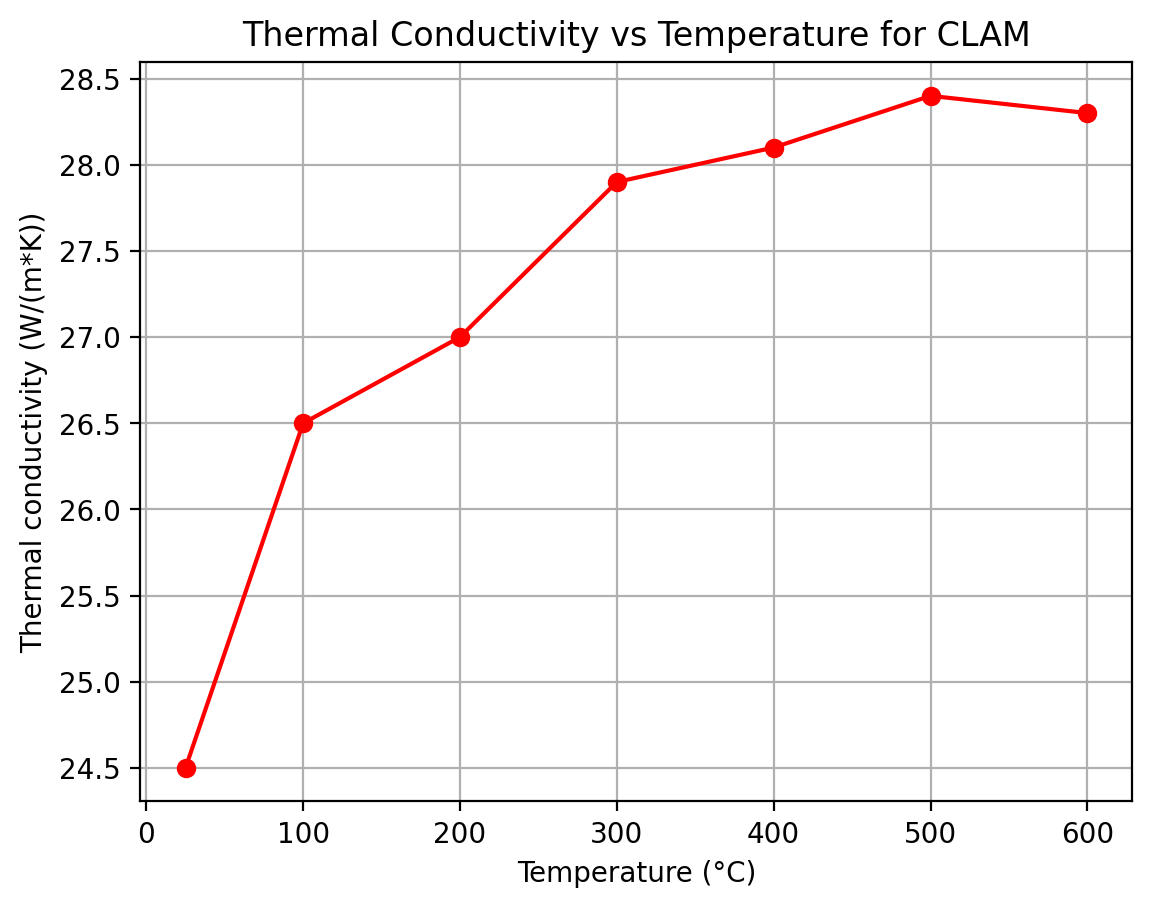 Thermal Conductivity vs Temperature for CLAM
28.5
28.0
27.5
27.0
26.5
26.0
25.5
25.0
24.5
Thermal conductivity (W/(m*K))
0 100 200 300 400 500 600
Temperature (°C)